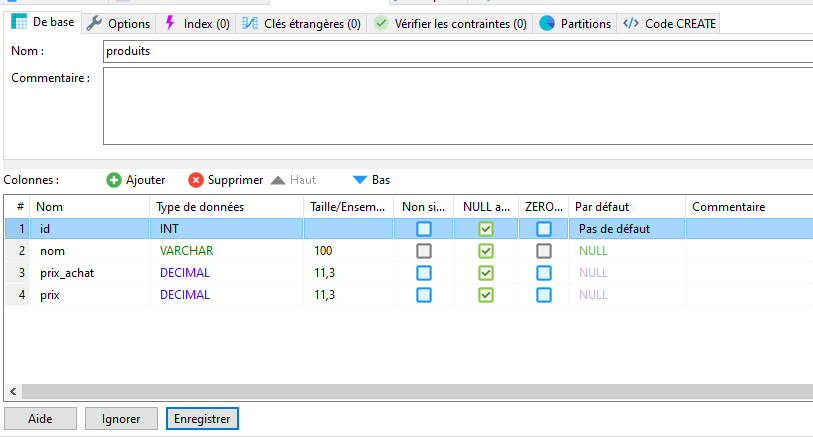 De base Options Index (0) Clés étrangères (0) Vérifier les contraintes (0) Partitions Code CREATE
Nom : produits
Commentaire :
Colonnes : Ajouter Supprimer Haut Bas
# Nom Type de données Taille/Ensem... Non si... NULL a... ZERO... Par défaut Commentaire
1 id INT Pas de défaut
2 nom VARCHAR 100 NULL
3 prix_achat DECIMAL 11,3 NULL
4 prix DECIMAL 11,3 NULL
Aide Ignorer Enregistrer